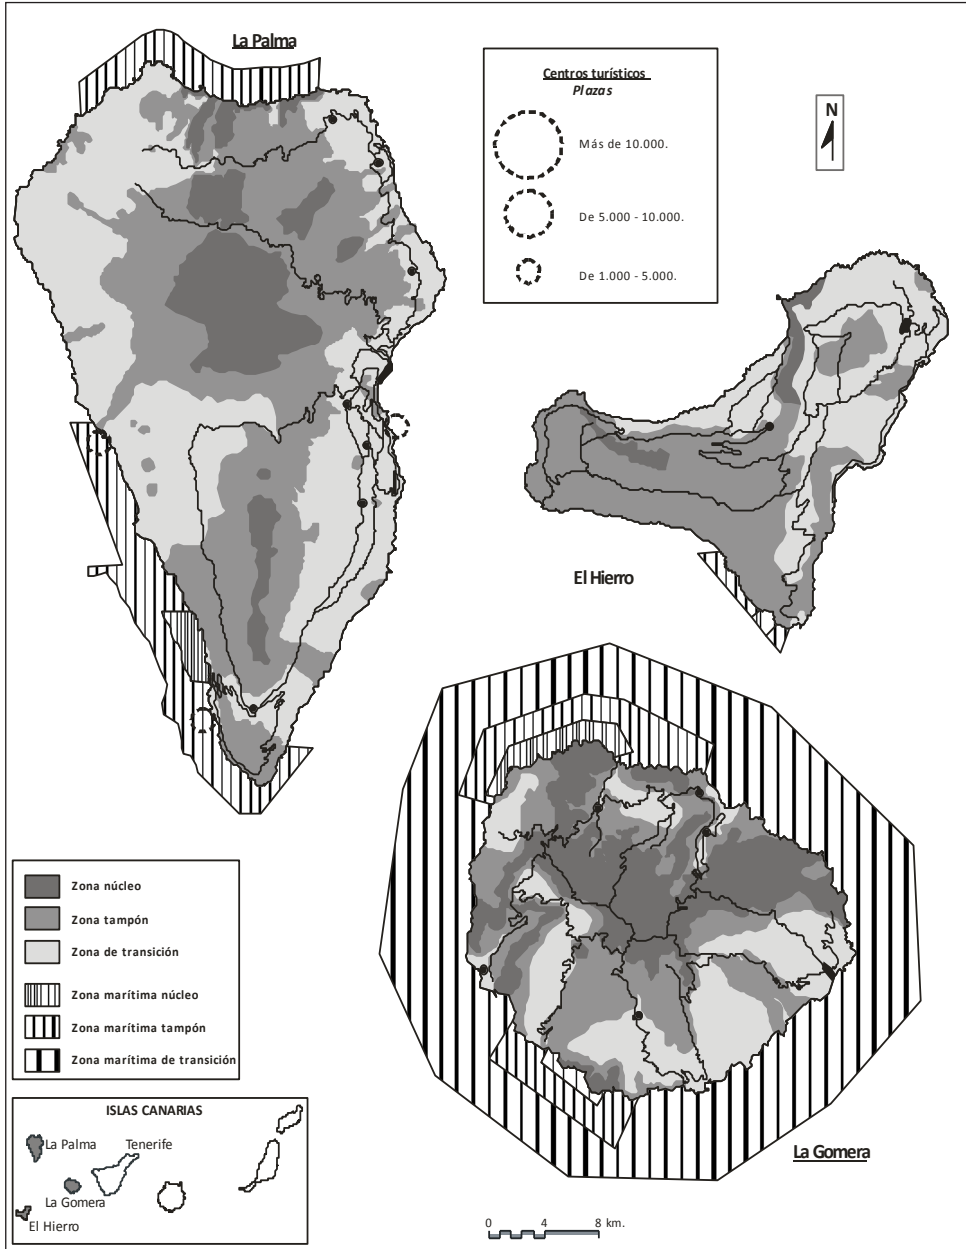 La Palma
Centros turísticos
Plazas
Más de 10.000.
De 5.000 - 10.000.
De 1.000 - 5.000.
N
El Hierro
Zona núcleo
Zona tampón
Zona de transición
Zona marítima núcleo
Zona marítima tampón
Zona marítima de transición
La Gomera
ISLAS CANARIAS
La Palma
Tenerife
La Gomera
El Hierro
0 4 8 km.